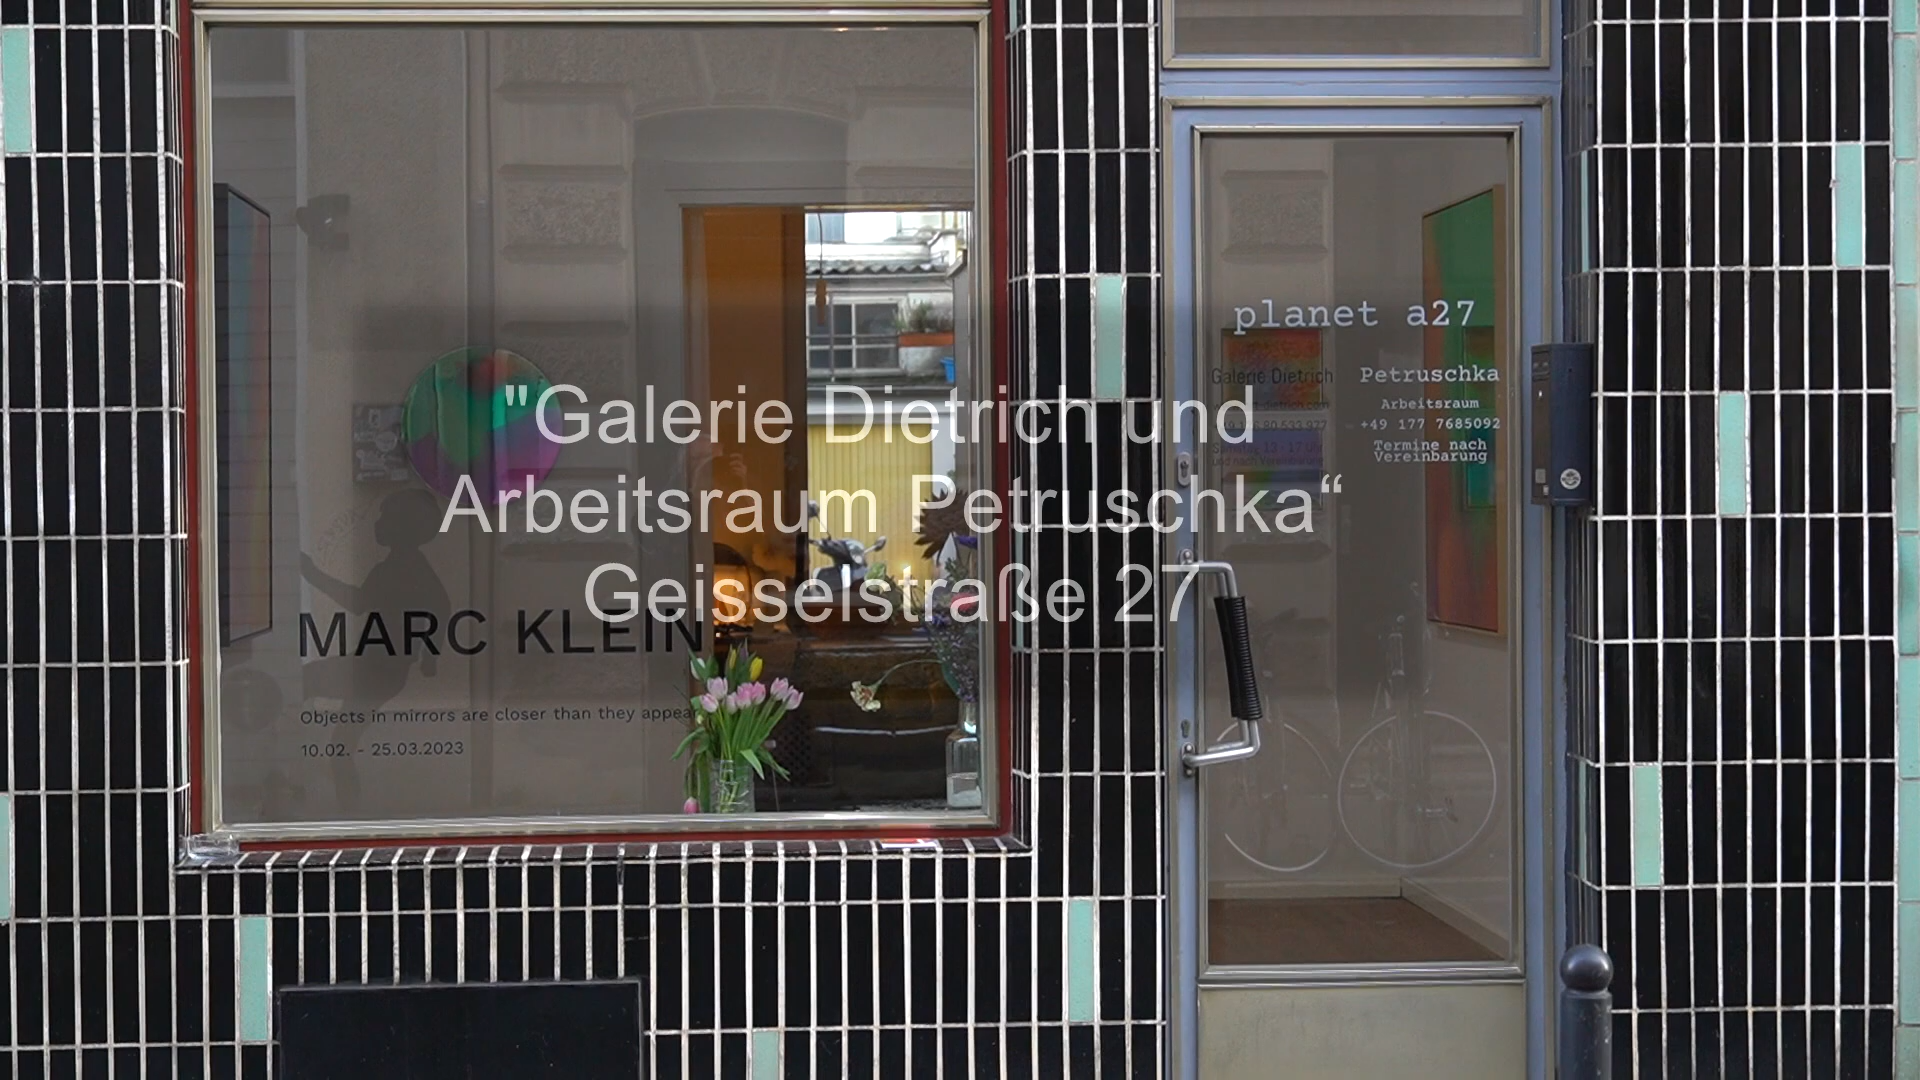 "Galerie Dietrich und
Arbeitsraum Petruschka“
Geisselstraße 27
MARC KLEIN
Objects in mirrors are closer than they appear
10.02. - 25.03.2023
planet a27
Galerie Dietrich
Petruschka
Arbeitsraum
+49 177 7685092
Termine nach
Vereinbarung